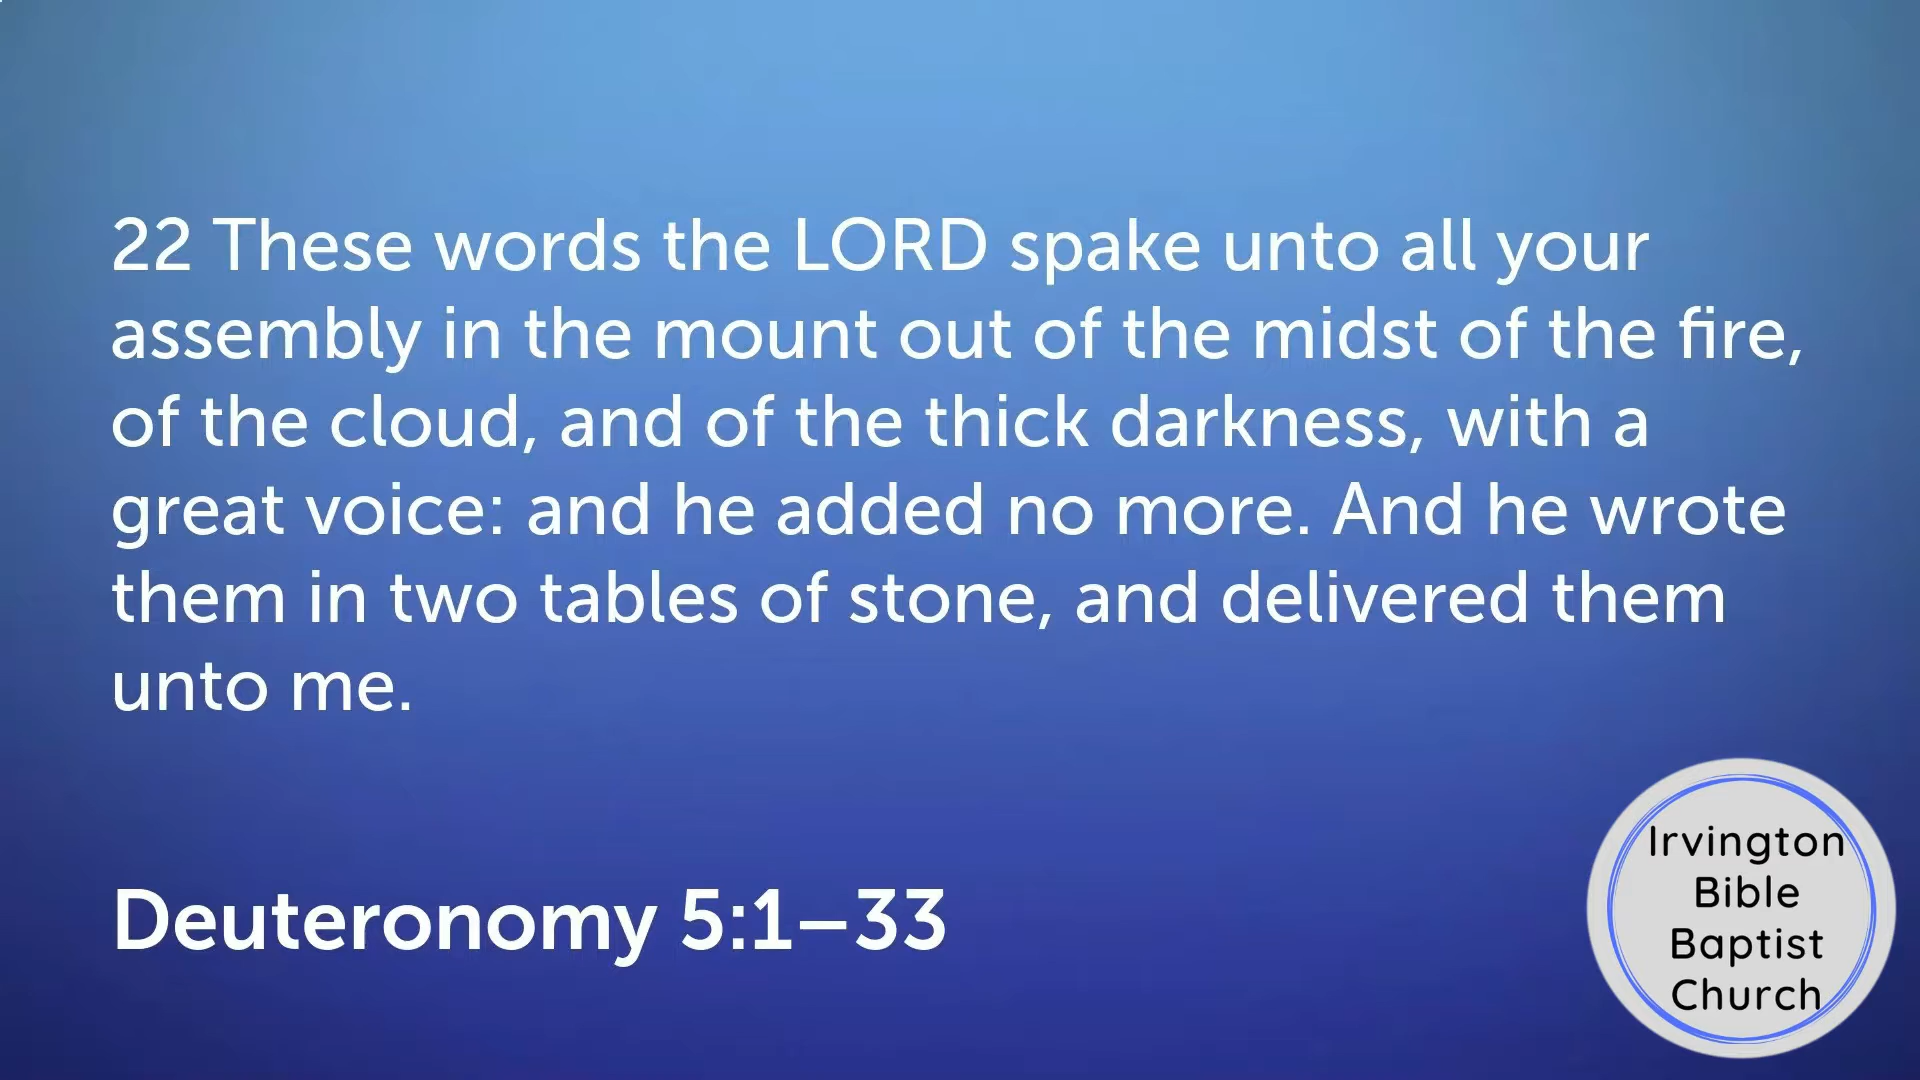 22 These words the LORD spake unto all your
assembly in the mount out of the midst of the fire,
of the cloud, and of the thick darkness, with a
great voice: and he added no more. And he wrote
them in two tables of stone, and delivered them
unto me.
Deuteronomy 5:1–33
Irvington
Bible
Baptist
Church